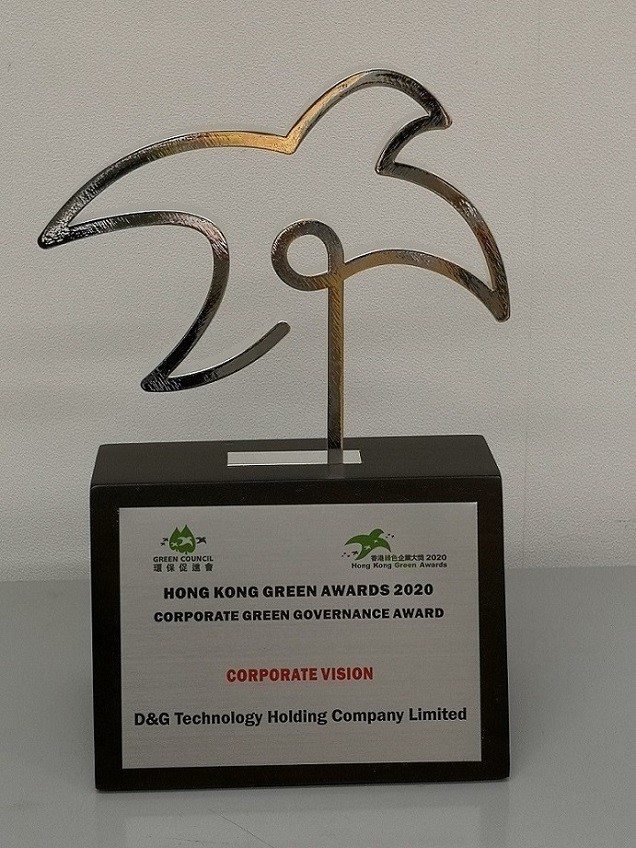 GREEN COUNCIL
環保促進會
香港綠色企業大獎 2020
Hong Kong Green Awards
HONG KONG GREEN AWARDS 2020
CORPORATE GREEN GOVERNANCE AWARD
CORPORATE VISION
D&G Technology Holding Company Limited